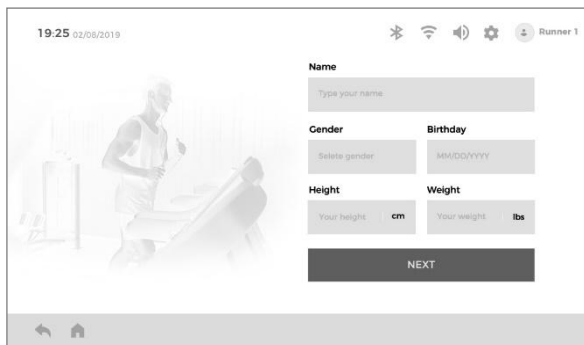 19:25 02/08/2019
Runner 1
Name
Type your name
Gender Birthday
Selete gender MM/DD/YYYY
Height Weight
Your height cm Your weight lbs
NEXT